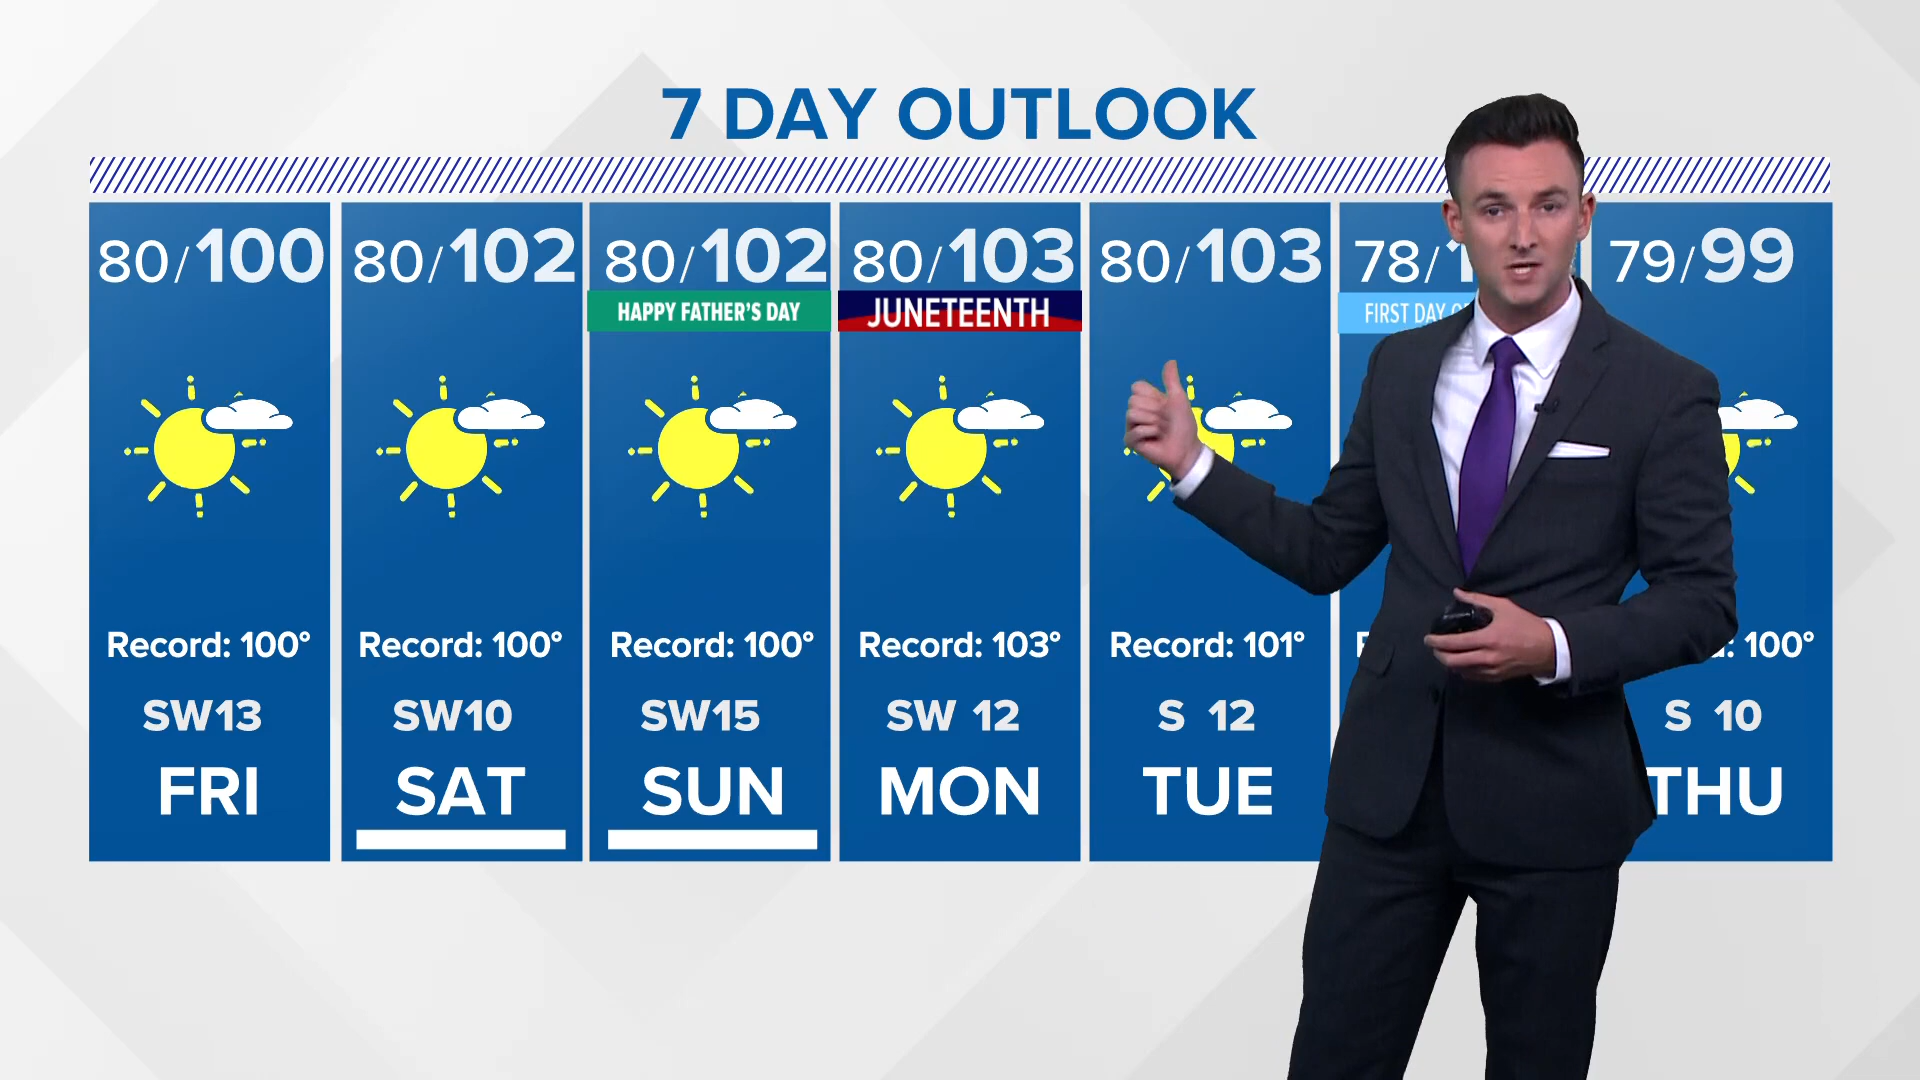 7 DAY OUTLOOK
80/100 80/102 80/102 80/103 80/103 78/1 79/99
HAPPY FATHER'S DAY JUNETEENTH FIRST DAY
Record: 100° Record: 100° Record: 100° Record: 103° Record: 101° 100°
SW13 SW10 SW15 SW 12 S 12 S 10
FRI SAT SUN MON TUE THU